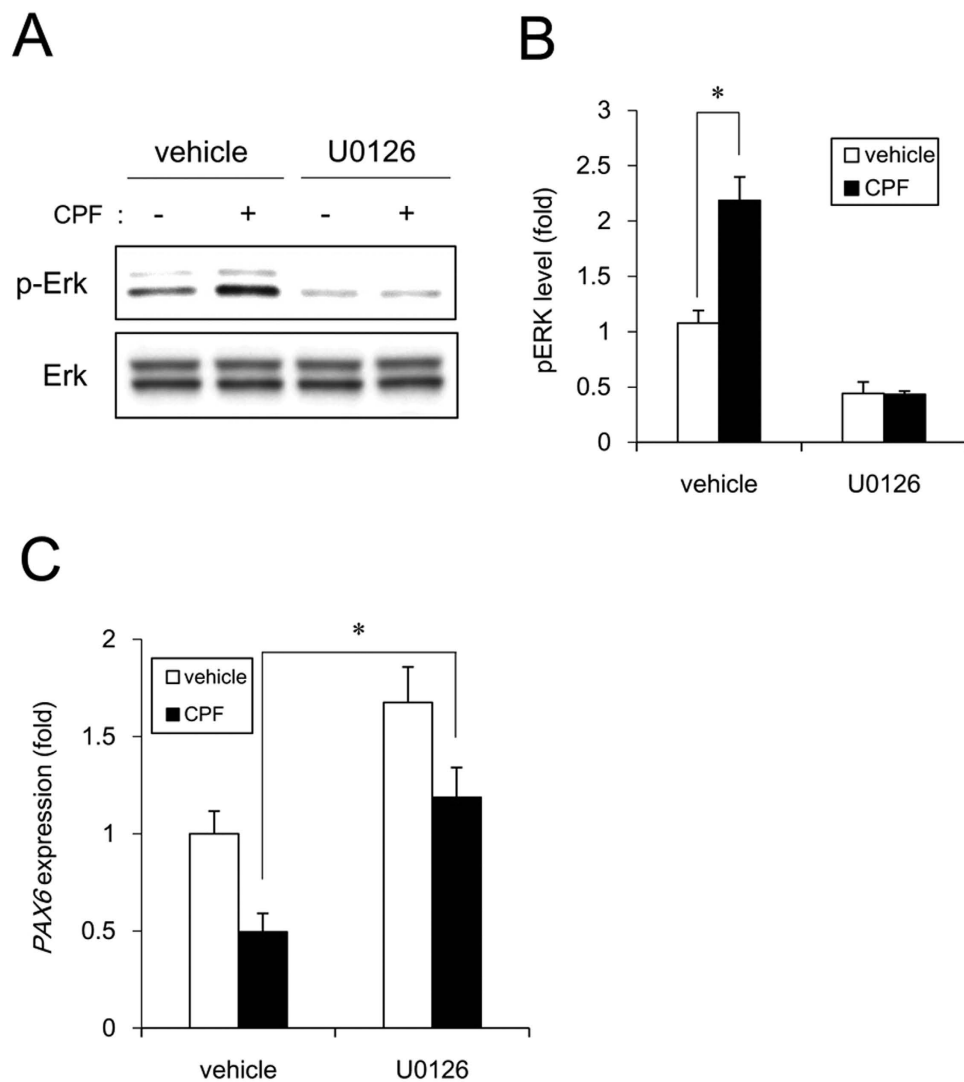 A
vehicle U0126
CPF : - + - +
p-Erk
Erk
B
*
3
2.5
2
1.5
1
0.5
0
pERK level (fold)
vehicle
CPF
vehicle U0126
C
*
2
1.5
1
0.5
0
PAX6 expression (fold)
vehicle
CPF
vehicle U0126